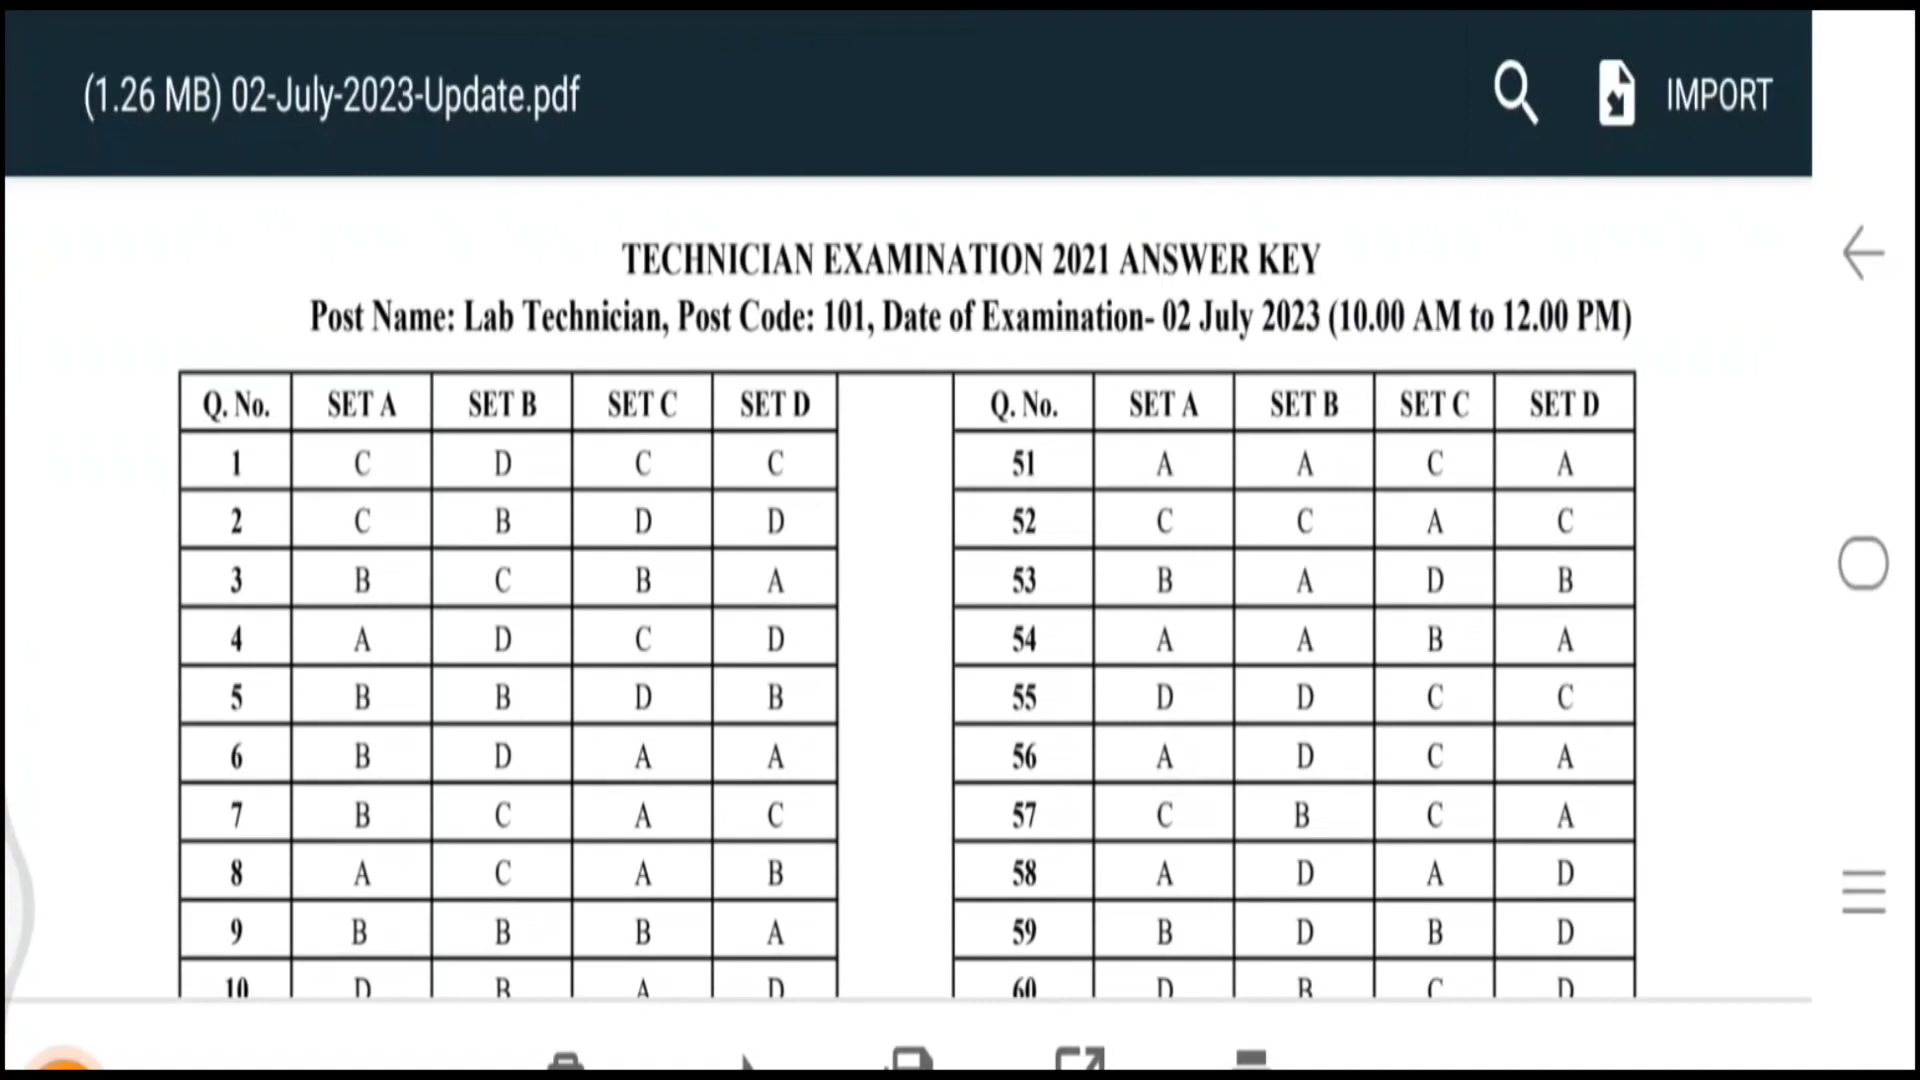 (1.26 MB) 02-July-2023-Update.pdf IMPORT
TECHNICIAN EXAMINATION 2021 ANSWER KEY
Post Name: Lab Technician, Post Code: 101, Date of Examination- 02 July 2023 (10.00 AM to 12.00 PM)
Q. No. SET A SET B SET C SET D Q. No. SET A SET B SET C SET D
1 C D C C 51 A A C A
2 C B D D 52 C C A C
3 B C B A 53 B A D B
4 A D C D 54 A A B A
5 B B D B 55 D D C C
6 B D A A 56 A D C A
7 B C A C 57 C B C A
8 A C A B 58 A D A D
9 B B B A 59 B D B D
10 D B A D 60 D B C D